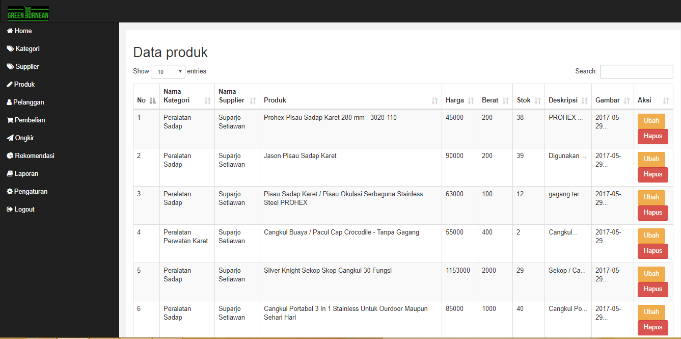 GREEN BORNEAN
Home
Kategori
Supplier
Produk
Pelanggan
Pembelian
Ongkir
Rekomendasi
Laporan
Pengaturan
Logout
Data produk
Show 10 entries
Search:
No Nama Kategori Nama Supplier Produk Harga Berat Stok Deskripsi Gambar Aksi
1 Peralatan Sadap Suparjo Setiawan Prohex Pisau Sadap Karet 280 mm - 3020-110 45000 200 38 PROHEX ... 2017-05-29... Ubah Hapus
2 Peralatan Sadap Suparjo Setiawan Jason Pisau Sadap Karet 90000 200 39 Digunakan ... 2017-05-29... Ubah Hapus
3 Peralatan Sadap Suparjo Setiawan Pisau Sadap Karet / Pisau Okulasi Serbaguna Stainless Steel PROHEX 63000 100 12 gagang ter... 2017-05-29... Ubah Hapus
4 Peralatan Perwatan Karet Suparjo Setiawan Cangkul Buaya / Pacul Cap Crocodile - Tanpa Gagang 55000 400 2 Cangkul... 2017-05-29... Ubah Hapus
5 Peralatan Sadap Suparjo Setiawan Silver Knight Sekop Skop Cangkul 30 Fungsi 1153000 2000 29 Sekop / Ca... 2017-05-29... Ubah Hapus
6 Peralatan Sadap Suparjo Setiawan Cangkul Portabel 3 In 1 Stainless Untuk Ourdoor Maupun Sehari Hari 85000 1000 40 Cangkul Po... 2017-05-29... Ubah Hapus